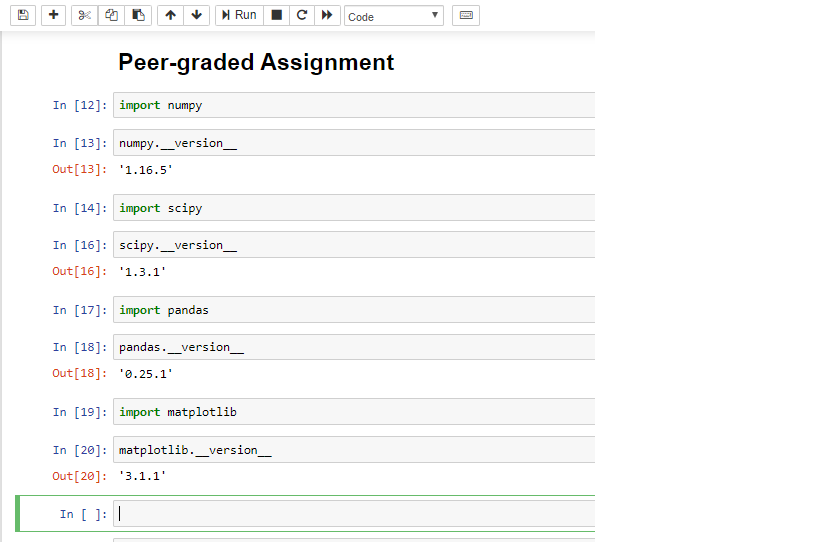 Run Code
Peer-graded Assignment
In [12]: import numpy
In [13]: numpy.__version__
Out[13]: '1.16.5'
In [14]: import scipy
In [16]: scipy.__version__
Out[16]: '1.3.1'
In [17]: import pandas
In [18]: pandas.__version__
Out[18]: '0.25.1'
In [19]: import matplotlib
In [20]: matplotlib.__version__
Out[20]: '3.1.1'
In [ ]: